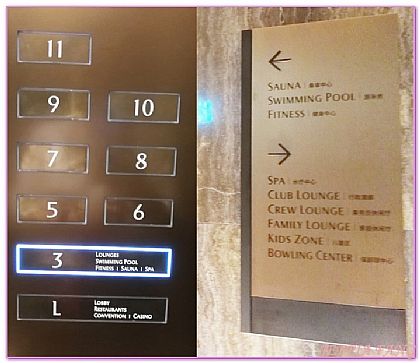 11
9
10
7
8
5
6
3
LOUNGES
SWIMMING POOL
FITNESS | SAUNA | SPA
L
LOBBY
RESTAURANTS
CONVENTION | CASINO
←
SAUNA
SWIMMING POOL
FITNESS
→
SPA
CLUB LOUNGE
CREW LOUNGE
FAMILY LOUNGE
KIDS ZONE
BOWLING CENTER